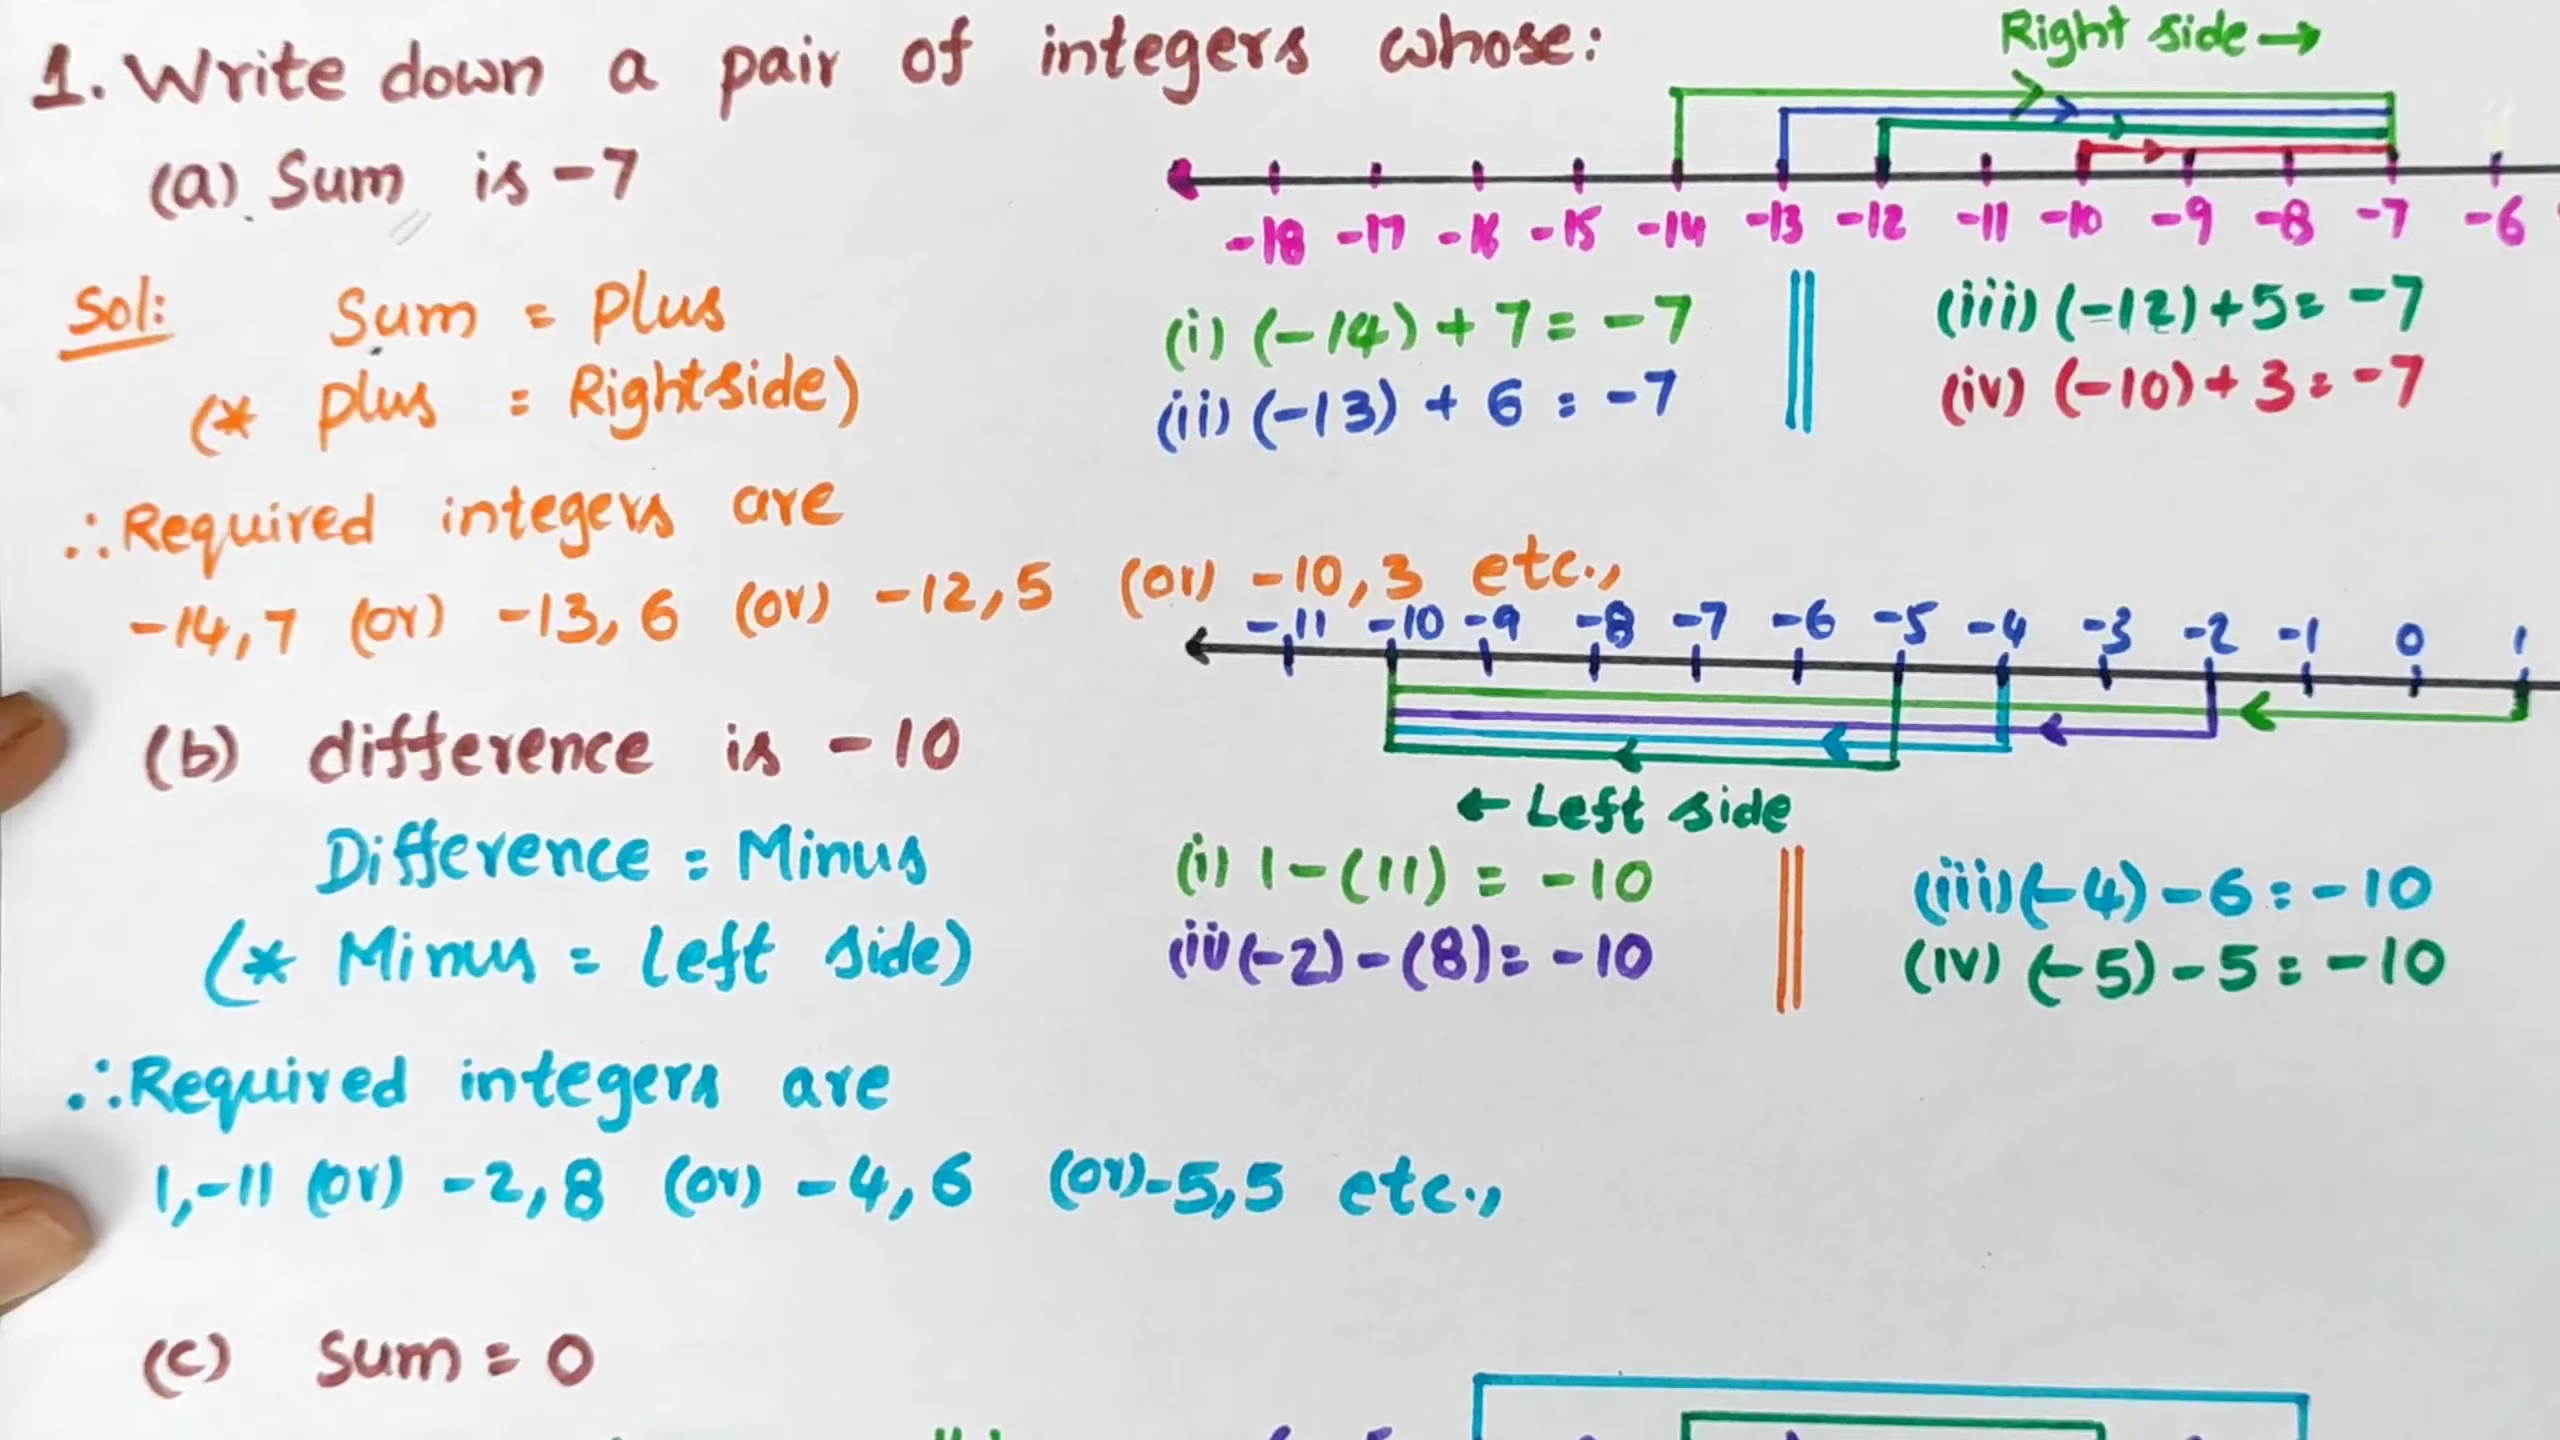 1. Write down a pair of integers whose:
(a) Sum is -7
Right side →
-18 -17 -16 -15 -14 -13 -12 -11 -10 -9 -8 -7 -6
Sol: Sum = Plus
(* plus = Rightside)
(i) (-14) + 7 = -7
(ii) (-13) + 6 = -7
(iii) (-12) + 5 = -7
(iv) (-10) + 3 = -7
∴ Required integers are
-14, 7 (or) -13, 6 (or) -12, 5 (or) -10, 3 etc.,
-11 -10 -9 -8 -7 -6 -5 -4 -3 -2 -1 0 1
← Left side
(b) difference is -10
Difference = Minus
(* Minus = Left side)
(i) 1 - (11) = -10
(ii (-2) - (8) = -10
(iii) (-4) - 6 = -10
(iv) (-5) - 5 = -10
∴ Required integers are
1, -11 (or) -2, 8 (or) -4, 6 (or) -5, 5 etc.,
(c) Sum = 0